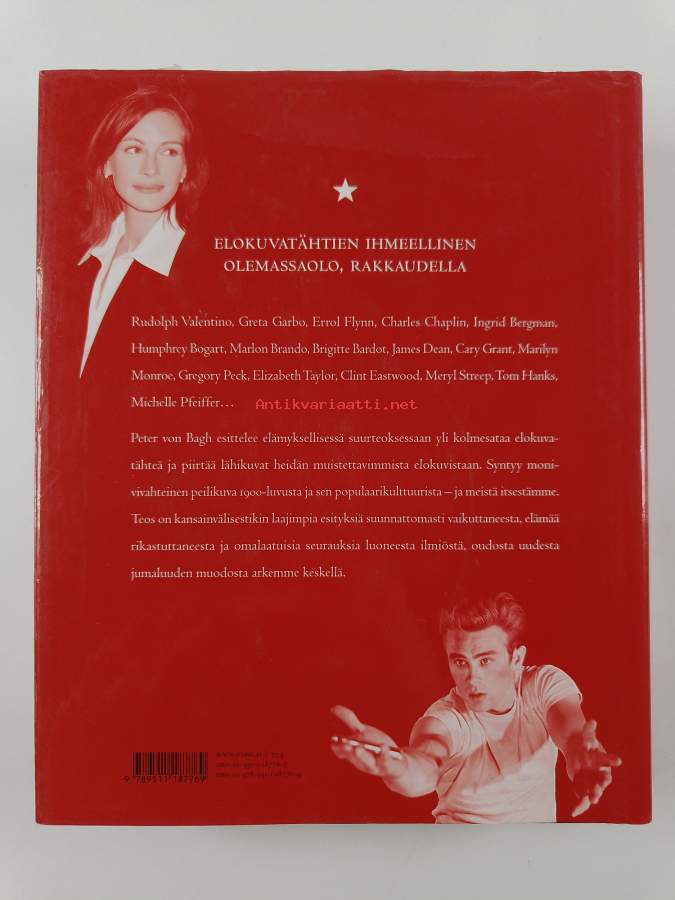 ELOKUVATÄHTIEN IHMEELLINEN
OLEMASSAOLO, RAKKAUDELLA
Rudolph Valentino, Greta Garbo, Errol Flynn, Charles Chaplin, Ingrid Bergman,
Humphrey Bogart, Marlon Brando, Brigitte Bardot, James Dean, Cary Grant, Marilyn
Monroe, Gregory Peck, Elizabeth Taylor, Clint Eastwood, Meryl Streep, Tom Hanks,
Michelle Pfeiffer…
Antikvariaatti.net
Peter von Bagh esittelee elämyksellisessä suurteoksessaan yli kolmesataa elokuva-
tähteä ja piirtää lähikuvat heidän muistettavimmista elokuvistaan. Syntyy moni-
vivahteinen peilikuva 1900-luvusta ja sen populaarikulttuurista – ja meistä itsestämme.
Teos on kansainvälisestikin laajimpia esityksiä suunnattomasti vaikuttaneesta, elämää
rikastuttaneesta ja omalaatuisia seurauksia luoneesta ilmiöstä, oudosta uudesta
jumaluuden muodosta arkemme keskellä.
9 789511 187769